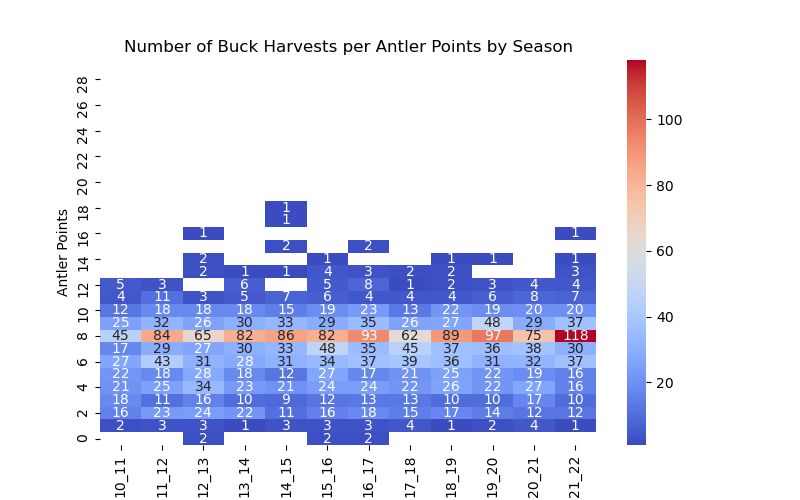 Number of Buck Harvests per Antler Points by Season
Antler Points
28
26
24
22
20
18 1
1
16 1 1
2 2
14 2 1 1 1 1
2 1 1 4 3 2 2 3
12 5 3 6 5 8 1 2 3 4 4
4 11 3 5 7 6 4 4 4 6 8 7
10 12 18 18 18 15 19 23 13 22 19 20 20
25 32 26 30 33 29 35 26 27 48 29 37
8 45 84 65 82 86 82 93 62 89 97 75 118
17 29 27 30 33 48 35 45 37 36 38 30
6 27 43 31 28 31 34 37 39 36 31 32 37
22 18 28 18 12 27 17 21 25 22 19 16
4 21 25 34 23 21 24 24 22 26 22 27 16
18 11 16 10 9 12 13 13 10 10 17 10
2 16 23 24 22 11 16 18 15 17 14 12 12
2 3 3 1 3 3 3 4 1 2 4 1
0 2 2 2
10_11 11_12 12_13 13_14 14_15 15_16 16_17 17_18 18_19 19_20 20_21 21_22
100
80
60
40
20